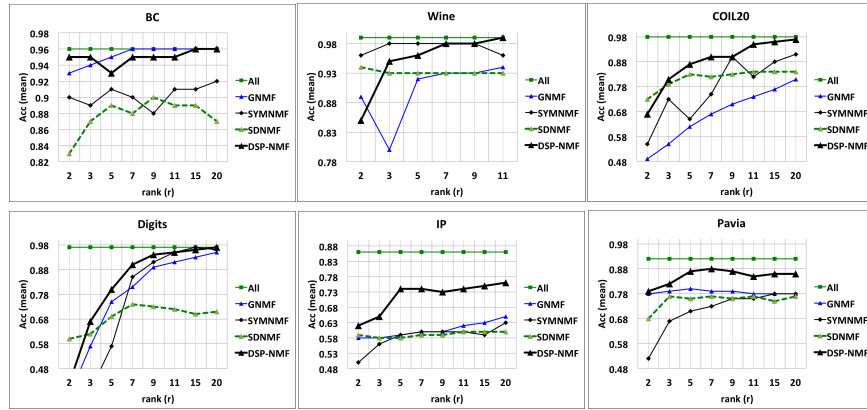 BC
Acc (mean)
0.96
0.98
0.96
0.94
0.92
0.9
0.88
0.86
0.84
0.82
2 3 5 7 9 11 15 20
rank (r)
All
GNMF
SYMNMF
SDNMF
DSP-NMF
Wine
Acc (mean)
0.98
0.93
0.88
0.83
0.78
2 3 5 7 9 11
rank (r)
All
GNMF
SYMNMF
SDNMF
DSP-NMF
COIL20
Acc (mean)
0.98
0.88
0.78
0.68
0.58
0.48
2 3 5 7 9 11 15 20
rank (r)
All
GNMF
SYMNMF
SDNMF
DSP-NMF
Digits
Acc (mean)
0.98
0.88
0.78
0.68
0.58
0.48
2 3 5 7 9 11 15 20
rank (r)
All
GNMF
SYMNMF
SDNMF
DSP-NMF
IP
Acc (mean)
0.88
0.83
0.78
0.73
0.68
0.63
0.58
0.53
0.48
2 3 5 7 9 11 15 20
rank (r)
All
GNMF
SYMNMF
SDNMF
DSP-NMF
Pavia
Acc (mean)
0.98
0.88
0.78
0.68
0.58
0.48
2 3 5 7 9 11 15 20
rank (r)
All
GNMF
SYMNMF
SDNMF
DSP-NMF